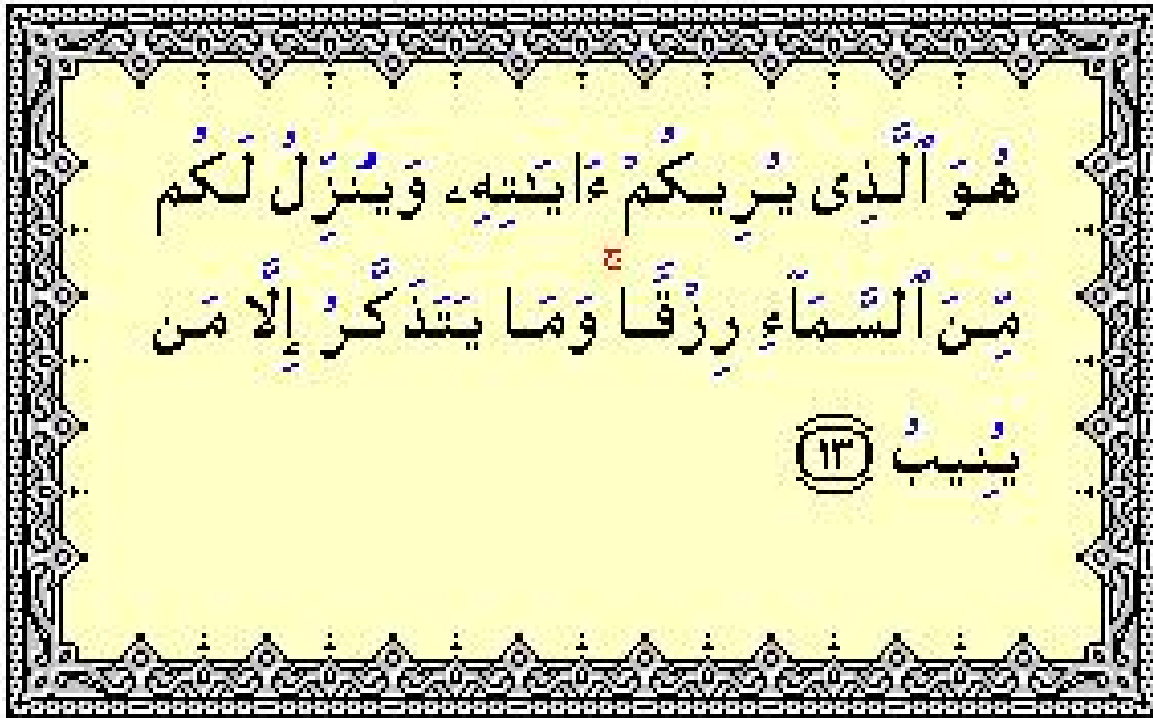 هُوَ ٱلَّذِى يُرِيكُمْ ءَايَـٰتِهِۦ وَيُنَزِّلُ لَكُم
مِّنَ ٱلسَّمَآءِ رِزْقًا ۚ وَمَا يَتَذَكَّرُ إِلَّا مَن
يُنِيبُ ١٣